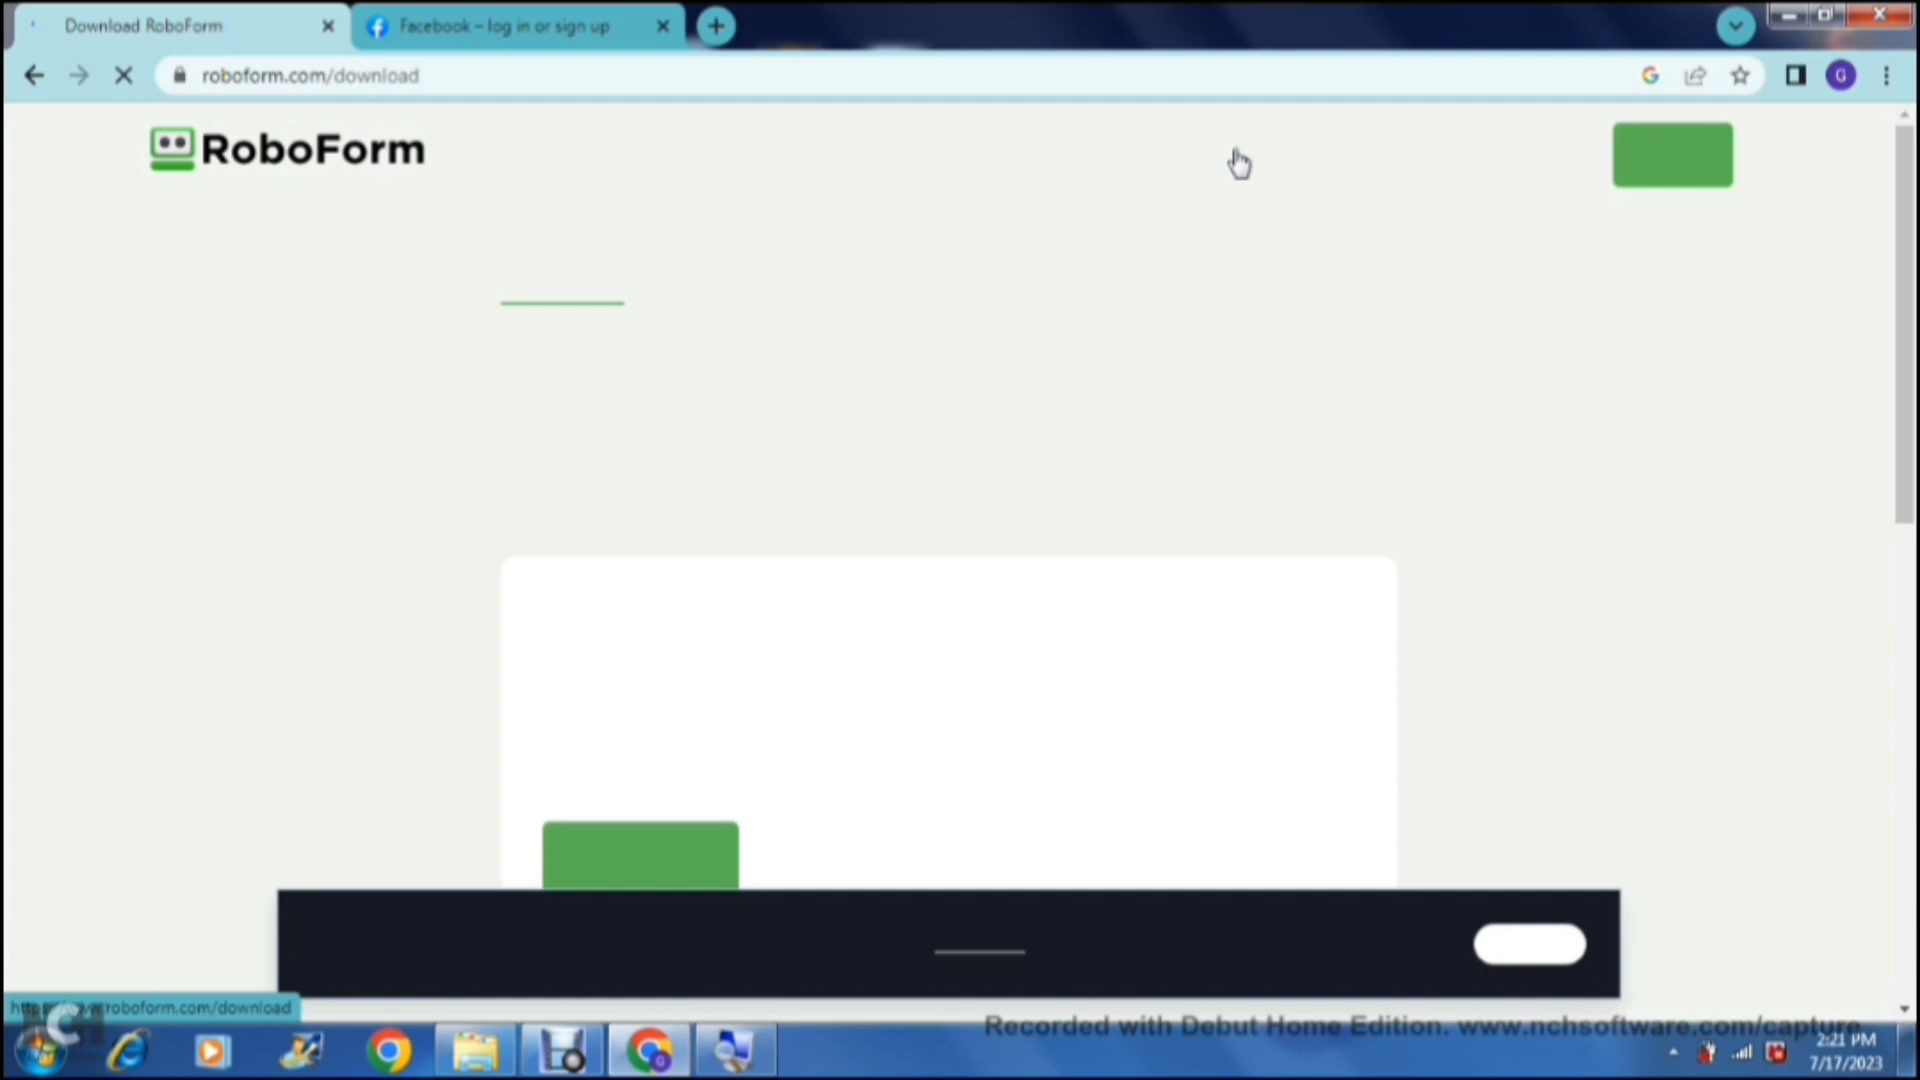 Download RoboForm
Facebook – log in or sign up
roboform.com/download
G
RoboForm
roboform.com/download
Recorded with Debut Home Edition. www.nchsoftware.com/capture
2:21 PM
7/17/2023